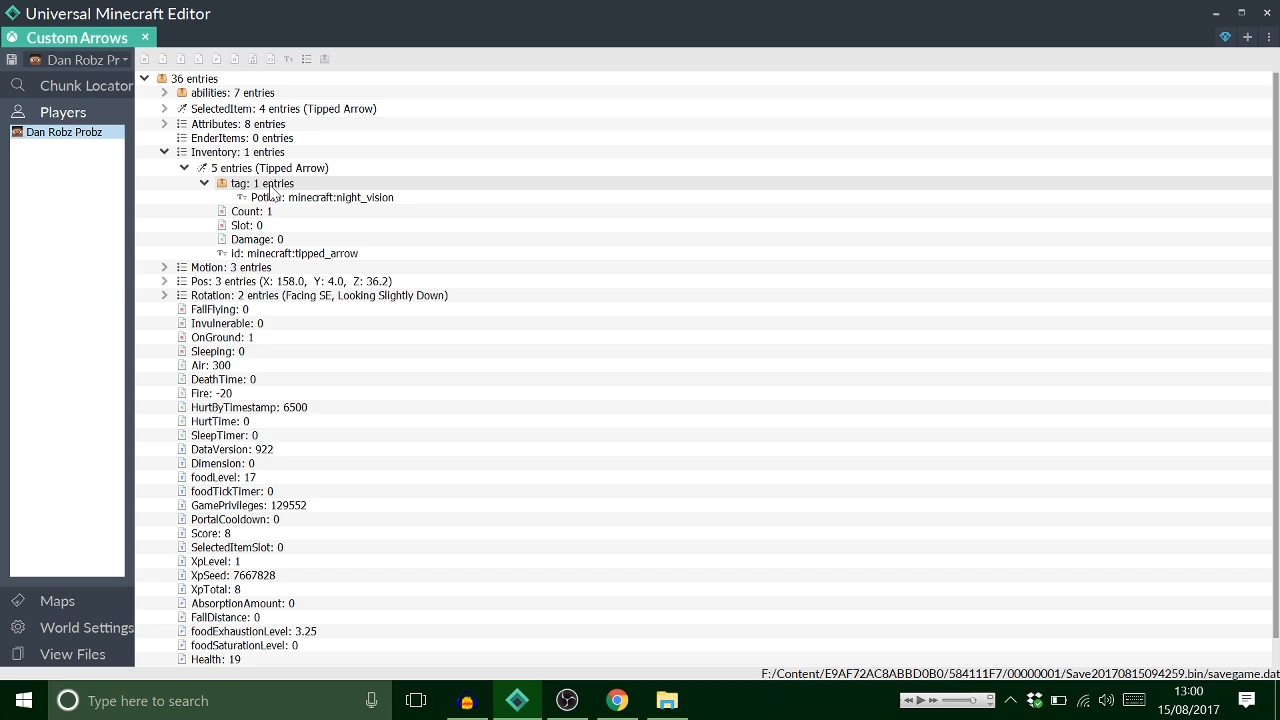 Universal Minecraft Editor
Custom Arrows
Dan Robz Pr
Chunk Locator
Players
Dan Robz Probz
36 entries
abilities: 7 entries
SelectedItem: 4 entries (Tipped Arrow)
Attributes: 8 entries
EnderItems: 0 entries
Inventory: 1 entries
5 entries (Tipped Arrow)
tag: 1 entries
minecraft:night_vision
Count: 1
Slot: 0
Damage: 0
id: minecraft:tipped_arrow
Motion: 3 entries
Pos: 3 entries (X: 158.0, Y: 4.0, Z: 36.2)
Rotation: 2 entries (Facing SE, Looking Slightly Down)
FallFlying: 0
Invulnerable: 0
OnGround: 1
Sleeping: 0
Air: 300
DeathTime: 0
Fire: -20
HurtByTimestamp: 6500
HurtTime: 0
SleepTimer: 0
DataVersion: 922
Dimension: 0
foodLevel: 17
foodTickTimer: 0
GamePrivileges: 129552
PortalCooldown: 0
Score: 8
SelectedItemSlot: 0
XpLevel: 1
XpSeed: 7667828
XpTotal: 8
AbsorptionAmount: 0
FallDistance: 0
foodExhaustionLevel: 3.25
foodSaturationLevel: 0
Health: 19
Maps
World Settings
View Files
F:/Content/E9AF72AC8ABBD0B0/584111F7/00000001/Save20170815094259.bin/savegame.dat
Type here to search
13:00
15/08/2017